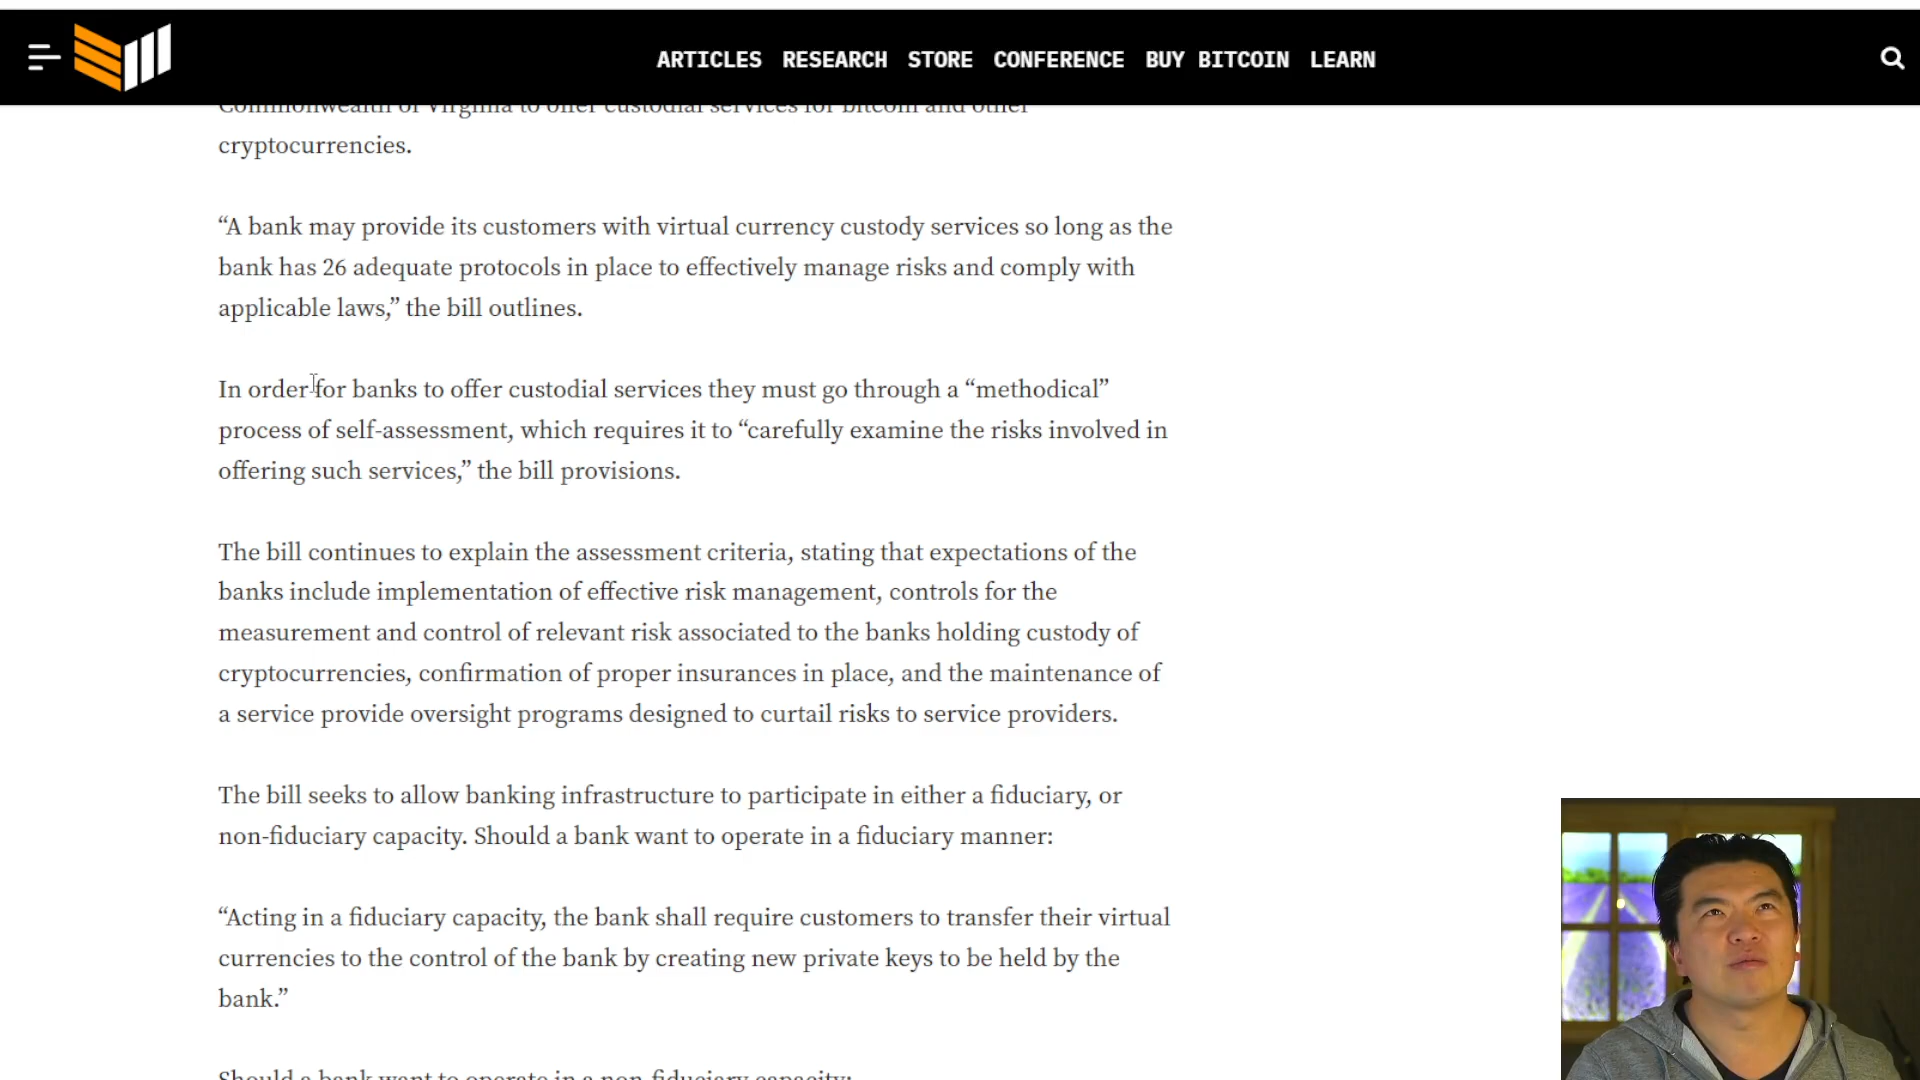 ARTICLES RESEARCH STORE CONFERENCE BUY BITCOIN LEARN
Commonwealth of Virginia to offer custodial services for bitcoin and other
cryptocurrencies.
“A bank may provide its customers with virtual currency custody services so long as the
bank has 26 adequate protocols in place to effectively manage risks and comply with
applicable laws,” the bill outlines.
In order for banks to offer custodial services they must go through a “methodical”
process of self-assessment, which requires it to “carefully examine the risks involved in
offering such services,” the bill provisions.
The bill continues to explain the assessment criteria, stating that expectations of the
banks include implementation of effective risk management, controls for the
measurement and control of relevant risk associated to the banks holding custody of
cryptocurrencies, confirmation of proper insurances in place, and the maintenance of
a service provide oversight programs designed to curtail risks to service providers.
The bill seeks to allow banking infrastructure to participate in either a fiduciary, or
non-fiduciary capacity. Should a bank want to operate in a fiduciary manner:
“Acting in a fiduciary capacity, the bank shall require customers to transfer their virtual
currencies to the control of the bank by creating new private keys to be held by the
bank.”
Should a bank want to operate in a non-fiduciary capacity: